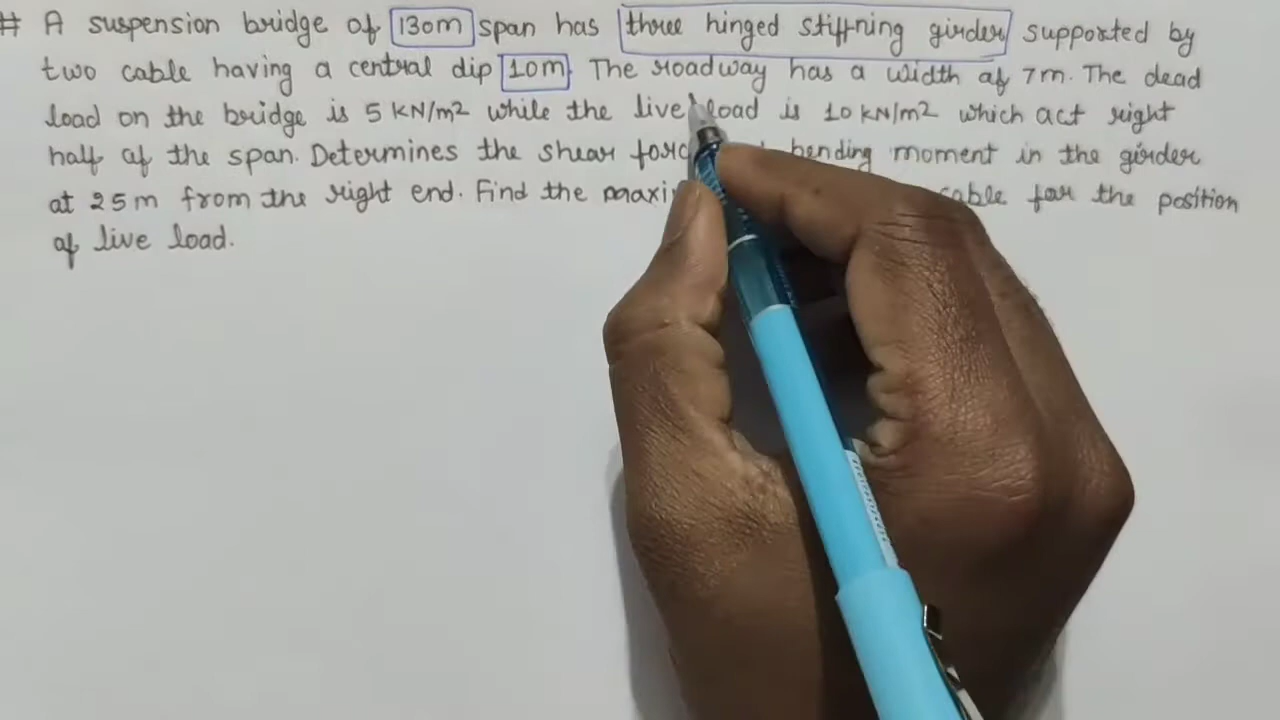 # A suspension bridge of 130m span has three hinged stiffning girder supported by
two cable having a central dip 10m. The roadway has a width of 7m. The dead
load on the bridge is 5 KN/m2 while the live load is 10 KN/m2 which act right
half of the span. Determines the shear bending moment in the girder
at 25m from the right end. Find the for the position
of live load.